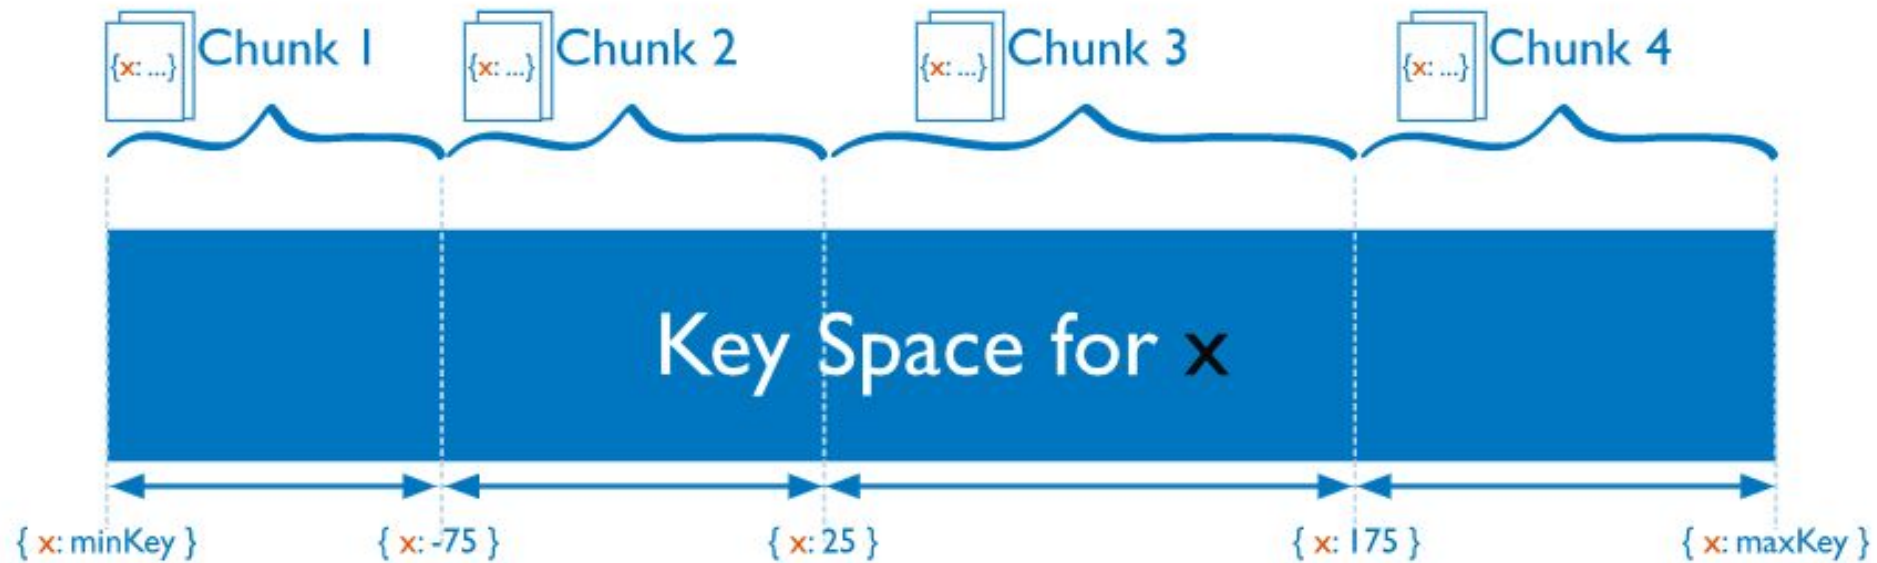 Chunk 1 Chunk 2 Chunk 3 Chunk 4
{x: ...} {x: ...} {x: ...} {x: ...}
Key Space for x
{ x: minKey } { x: -75 } { x: 25 } { x: 175 } { x: maxKey }